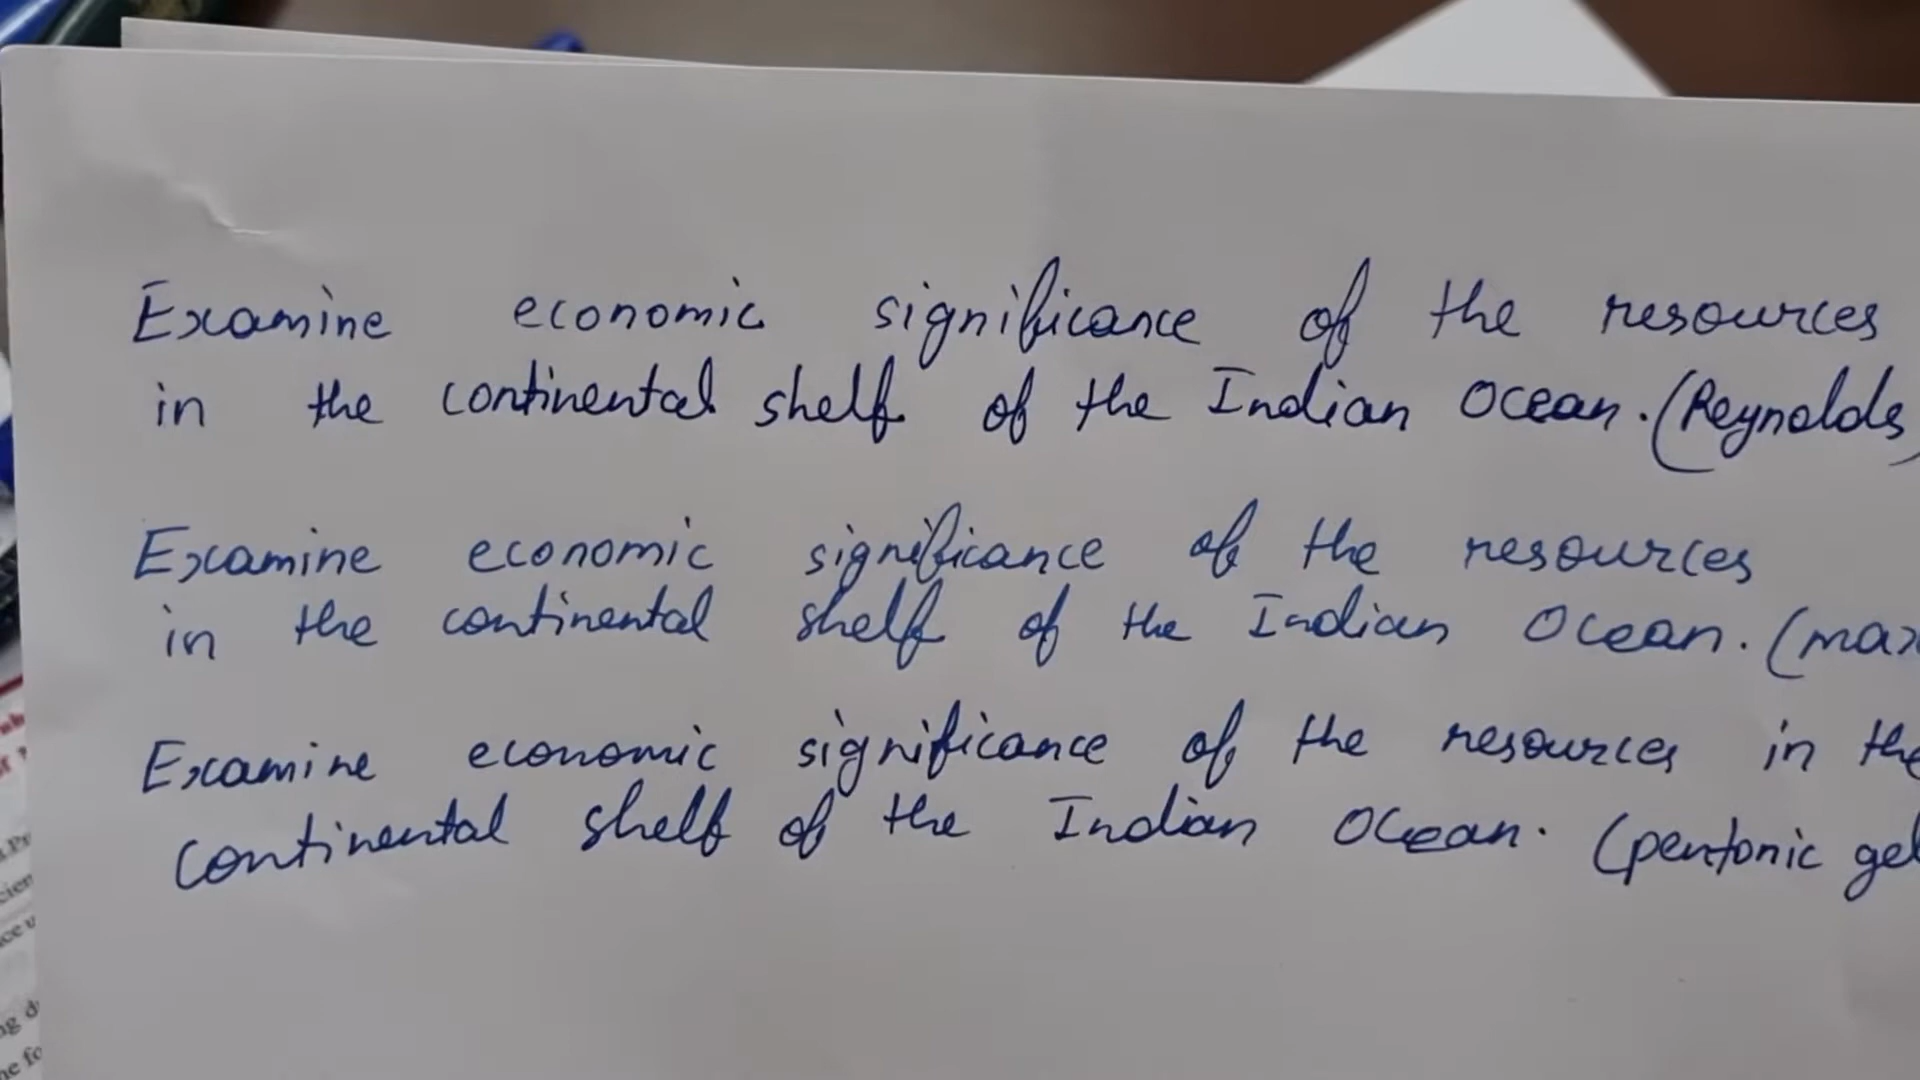 Examine economic significance of the resources
in the continental shelf of the Indian Ocean. (Reynolds)
Examine economic significance of the resources
in the continental shelf of the Indian Ocean. (max
Examine economic significance of the resources in the
continental shelf of the Indian Ocean. (pentonic gel